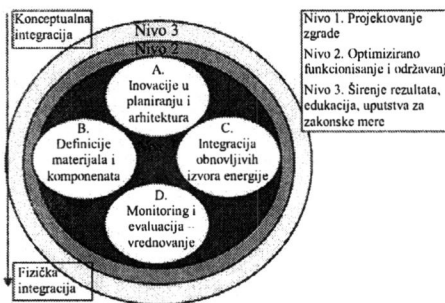 Konceptualna
integracija
Nivo 3
Nivo 2
A.
Inovacije u
planiranju i
arhitektura
B.
Definicije
materijala i
komponenata
C.
Integracija
obnovljivih
izvora energije
D.
Monitoring i
evaluacija –
vrednovanje
Fizička
integracija
Nivo 1. Projektovanje
zgrade
Nivo 2. Optimizirano
funkcionisanje i održavanj
Nivo 3. Širenje rezultata,
edukacija, uputstva za
zakonske mere